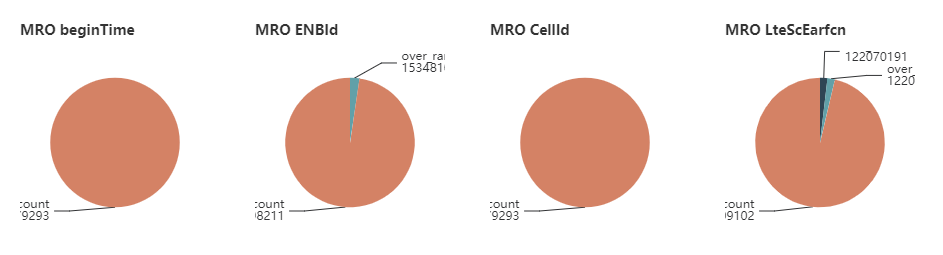 MRO beginTime
count
9293
MRO ENBId
over_ra
153481
count
8211
MRO CellId
count
9293
MRO LteScEarfcn
122070191
over_
1220
count
9102